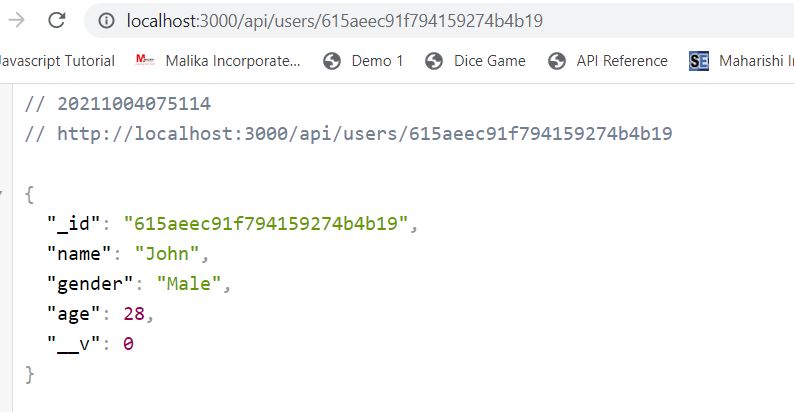 localhost:3000/api/users/615aeec91f794159274b4b19
Javascript Tutorial Malika Incorporate... Demo 1 Dice Game API Reference SE Maharishi
// 20211004075114
// http://localhost:3000/api/users/615aeec91f794159274b4b19
{
"_id": "615aeec91f794159274b4b19",
"name": "John",
"gender": "Male",
"age": 28,
"__v": 0
}